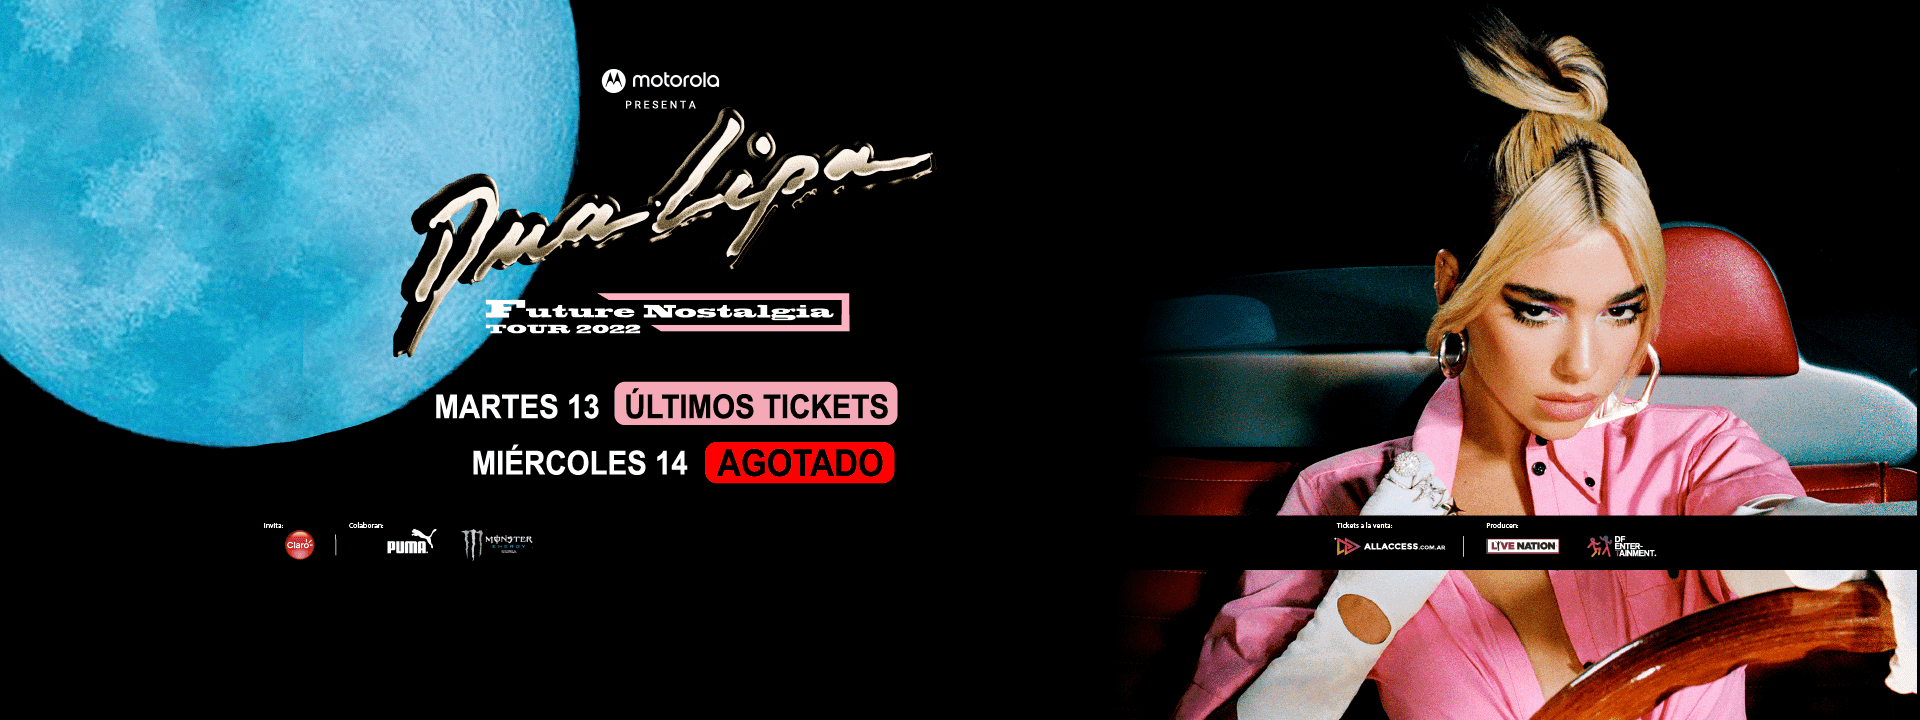 motorola
PRESENTA
Dua Lipa
Future Nostalgia
TOUR 2022
MARTES 13 ÚLTIMOS TICKETS
MIÉRCOLES 14 AGOTADO
Invita:
Claro
Colaboran:
PUMA
MONSTER
ENERGY
Tickets a la venta:
ALLACCESS.COM.AR
Producen:
LIVE NATION
DF
ENTER-
TAINMENT.